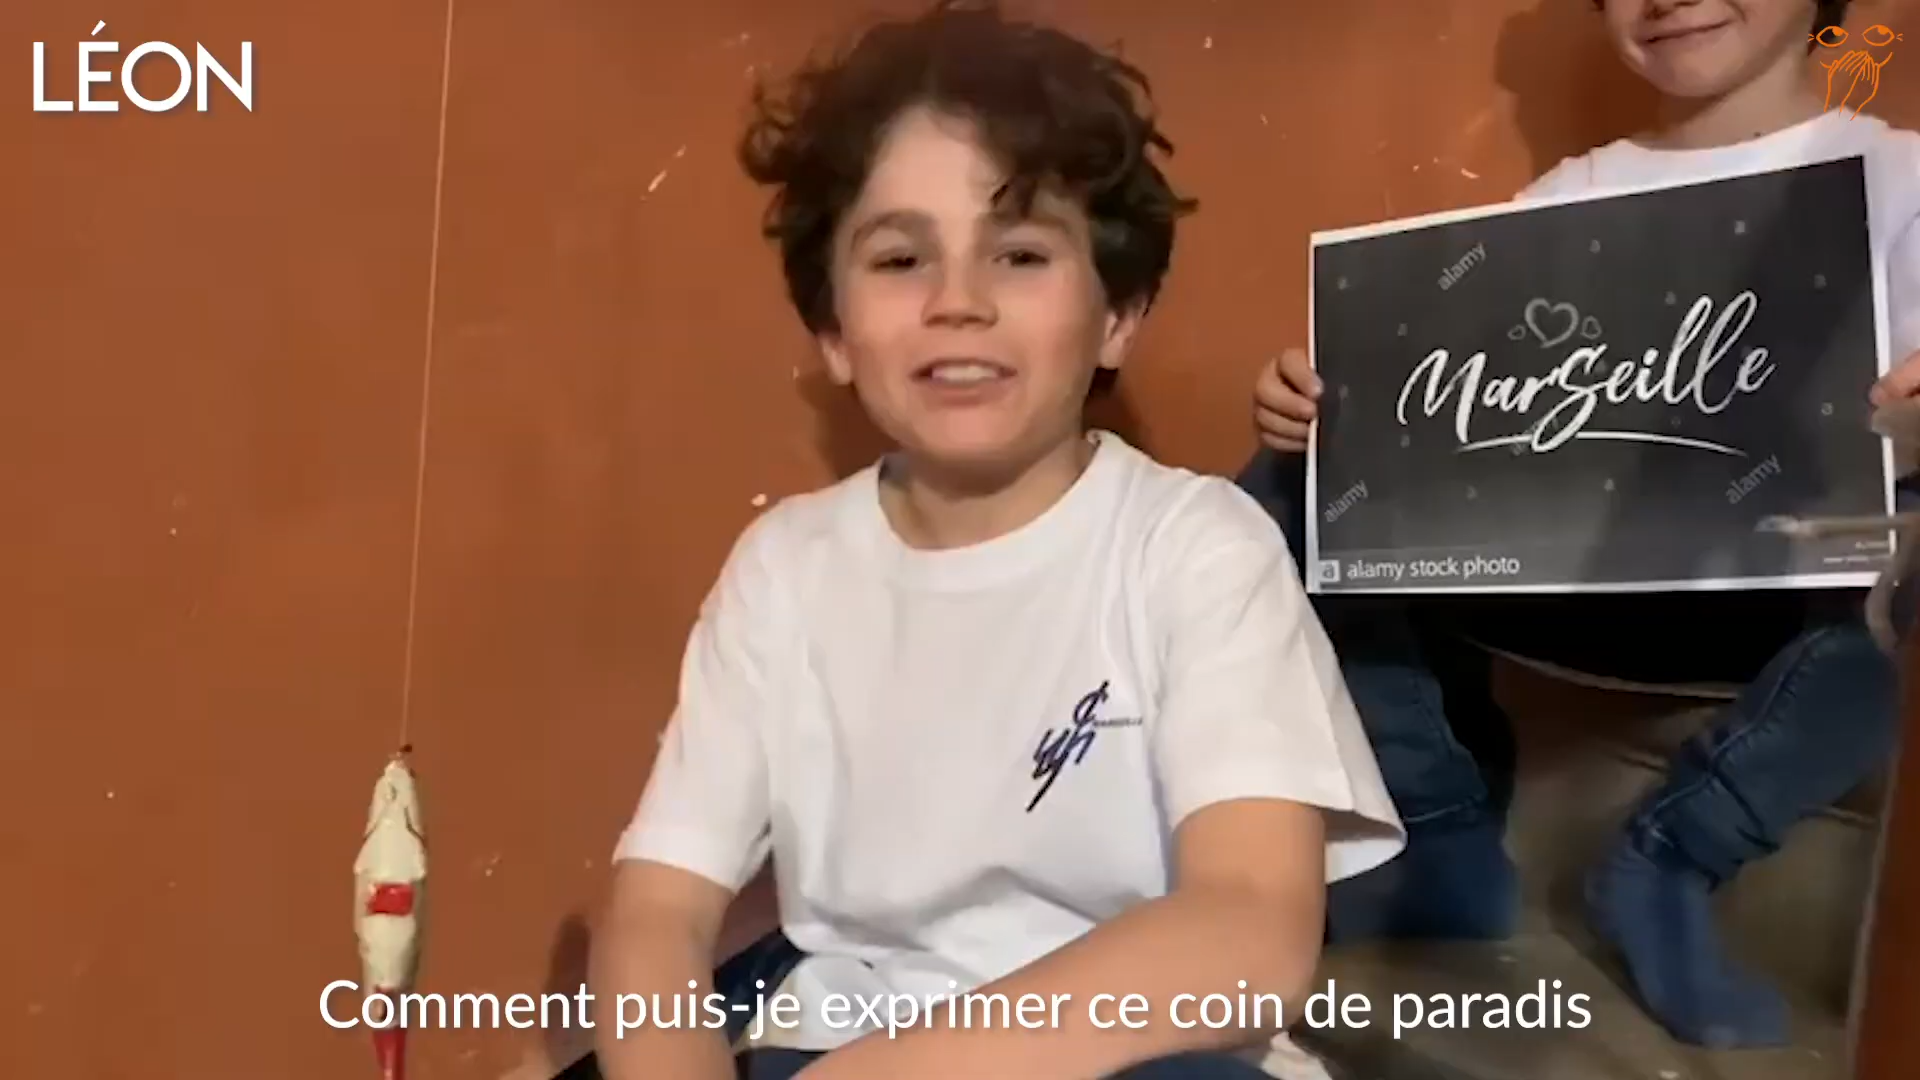 LÉON
alamy
Marseille
alamy
alamy
a alamy stock photo
Comment puis-je exprimer ce coin de paradis